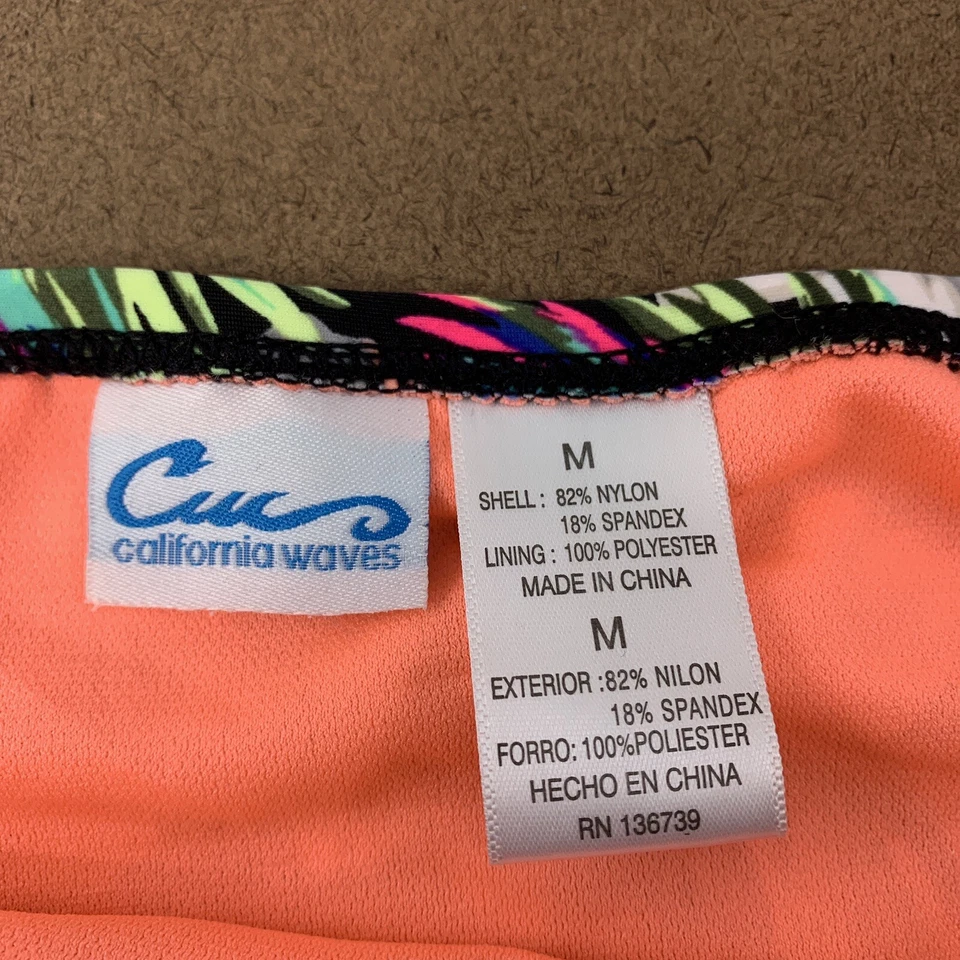 Cwc
california waves
M
SHELL : 82% NYLON
18% SPANDEX
LINING : 100% POLYESTER
MADE IN CHINA
M
EXTERIOR :82% NILON
18% SPANDEX
FORRO: 100%POLIESTER
HECHO EN CHINA
RN 136739